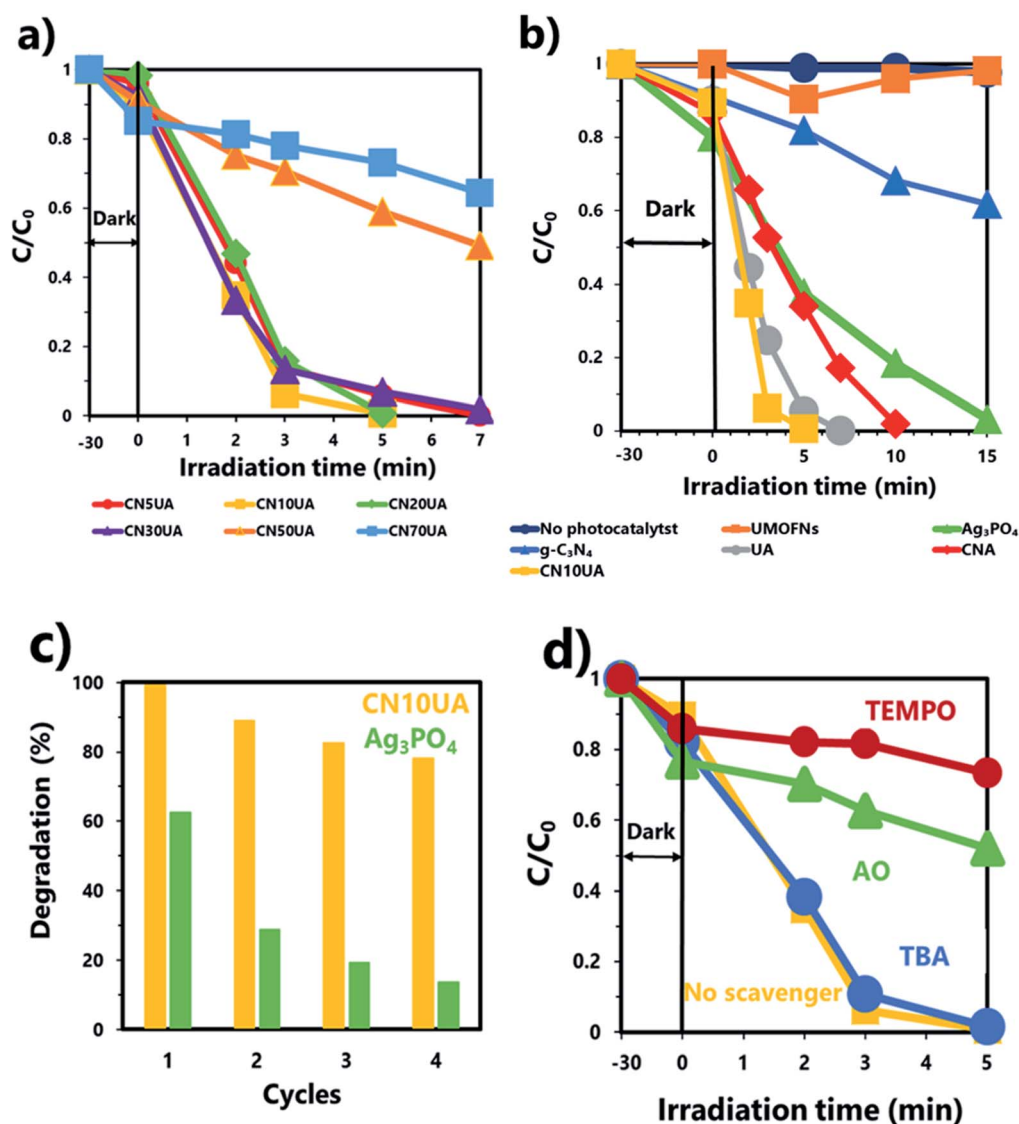 a)
C/C₀
1
0.8
0.6
0.4
0.2
0
Dark
-30 0 1 2 3 4 5 6 7
Irradiation time (min)
CN5UA CN10UA CN20UA
CN30UA CN50UA CN70UA
b)
C/C₀
1
0.8
0.6
0.4
0.2
0
Dark
-30 0 5 10 15
Irradiation time (min)
No photocatalytst UMOFNs Ag₃PO₄
g-C₃N₄ UA CNA
CN10UA
c)
Degradation (%)
100
80
60
40
20
0
CN10UA
Ag₃PO₄
1 2 3 4
Cycles
d)
C/C₀
1
0.8
0.6
0.4
0.2
0
TEMPO
Dark
AO
TBA
No scavenger
-30 0 1 2 3 4 5
Irradiation time (min)